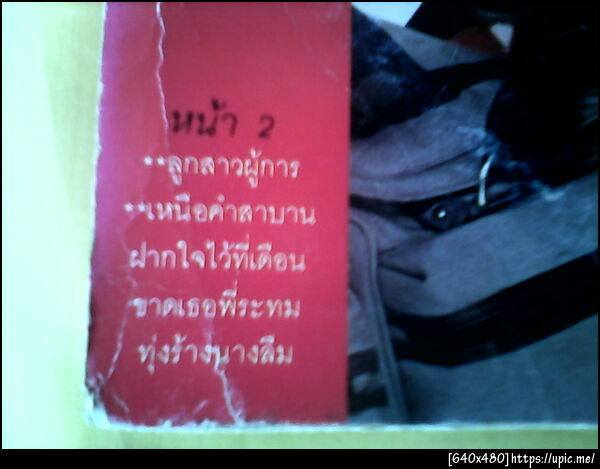 หน้า 2
**ลูกสาวผู้การ
**เหนือคำสาบาน
ฝากใจไว้ที่เดือน
ขาดเธอพี่ระทม
ทุ่งร้างนางลืม
[640x480]https://upic.me/